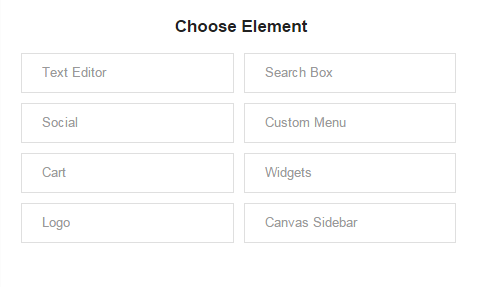 Choose Element
Text Editor
Search Box
Social
Custom Menu
Cart
Widgets
Logo
Canvas Sidebar